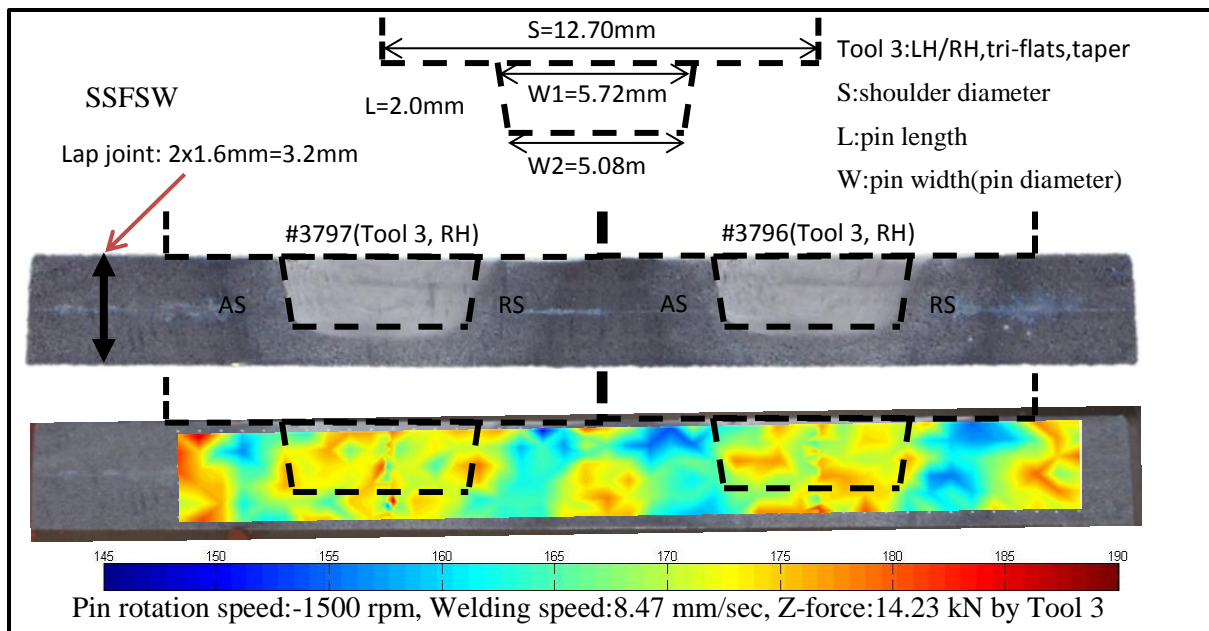 S=12.70mm
Tool 3:LH/RH,tri-flats,taper
SSFSW
L=2.0mm
W1=5.72mm
S:shoulder diameter
Lap joint: 2x1.6mm=3.2mm
L:pin length
W2=5.08m
W:pin width(pin diameter)
#3797(Tool 3, RH)
#3796(Tool 3, RH)
AS
RS
AS
RS
145 150 155 160 165 170 175 180 185 190
Pin rotation speed:-1500 rpm, Welding speed:8.47 mm/sec, Z-force:14.23 kN by Tool 3